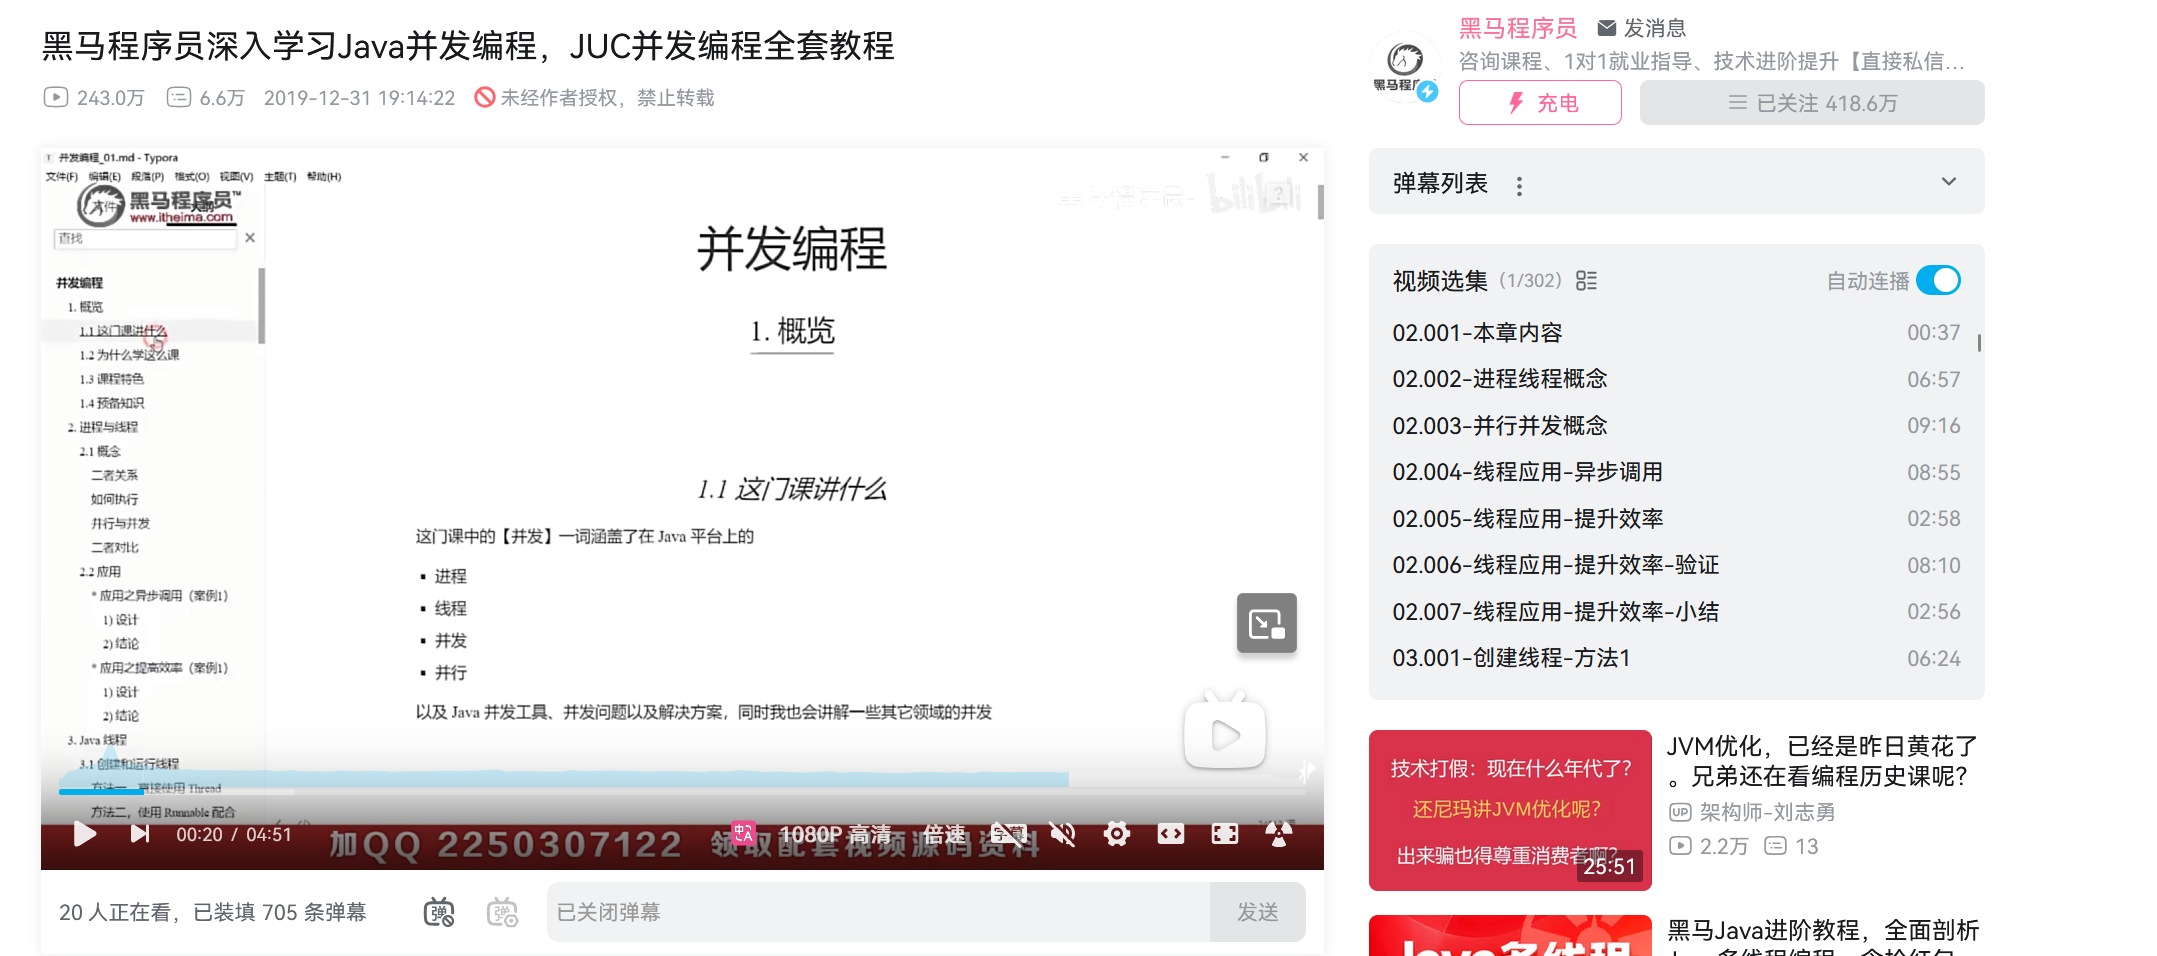 黑马程序员深入学习Java并发编程，JUC并发编程全套教程
243.0万 6.6万 2019-12-31 19:14:22 未经作者授权，禁止转载
并发编程_01.md - Typora
文件(F) 编辑(E) 段落(P) 格式(O) 视图(V) 主题(T) 帮助(H)
黑马程序员™
www.itheima.com
查找
并发编程
1. 概览
1.1 这门课讲什么
1.2 为什么学这么课
1.3 课程特色
1.4 预备知识
2. 进程与线程
2.1 概念
二者关系
如何执行
并行与并发
二者对比
2.2 应用
* 应用之异步调用（案例1）
1) 设计
2) 结论
* 应用之提高效率（案例1）
1) 设计
2) 结论
3. Java 线程
3.1 创建和运行线程
方法一，直接使用 Thread
方法二，使用 Runnable 配合
bilibili
并发编程
1. 概览
1.1 这门课讲什么
这门课中的【并发】一词涵盖了在 Java 平台上的
▪ 进程
▪ 线程
▪ 并发
▪ 并行
以及 Java 并发工具、并发问题以及解决方案，同时我也会讲解一些其它领域的并发
00:20 / 04:51
1080P 高清 倍速 字幕
加QQ 2250307122 领取配套视频源码资料
20 人正在看，已装填 705 条弹幕
已关闭弹幕
发送
黑马程序员 发消息
咨询课程、1对1就业指导、技术进阶提升【直接私信...
充电
已关注 418.6万
弹幕列表
视频选集 （1/302） 自动连播
02.001-本章内容 00:37
02.002-进程线程概念 06:57
02.003-并行并发概念 09:16
02.004-线程应用-异步调用 08:55
02.005-线程应用-提升效率 02:58
02.006-线程应用-提升效率-验证 08:10
02.007-线程应用-提升效率-小结 02:56
03.001-创建线程-方法1 06:24
技术打假：现在什么年代了？
还尼玛讲JVM优化呢？
出来骗也得尊重消费者啊？
25:51
JVM优化，已经是昨日黄花了
。兄弟还在看编程历史课呢？
UP 架构师-刘志勇
2.2万 13
黑马Java进阶教程，全面剖析